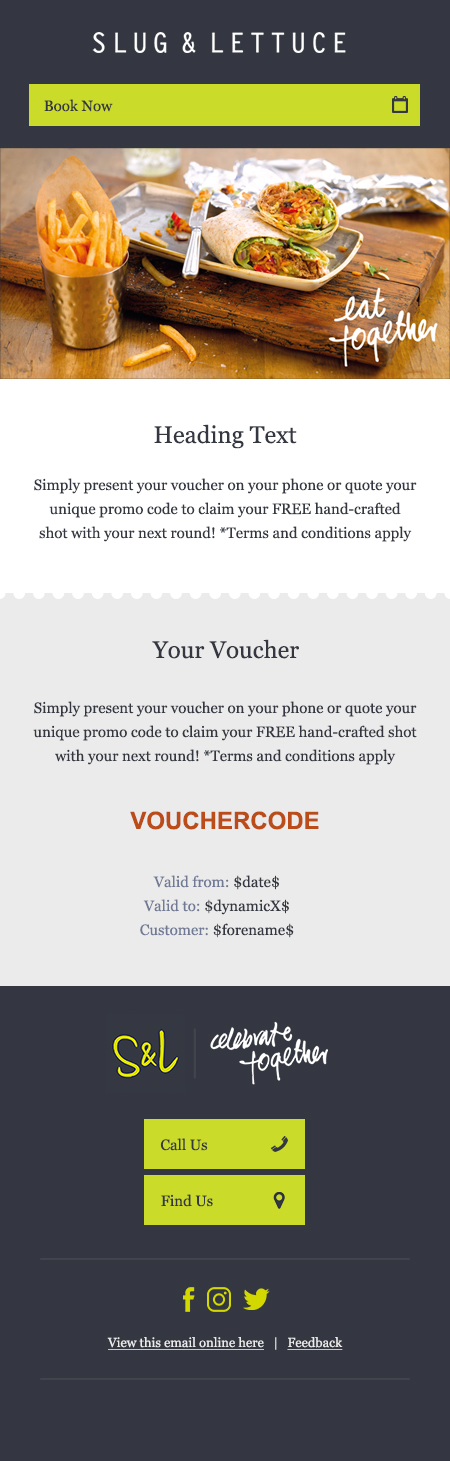 SLUG & LETTUCE
Book Now
eat
together
Heading Text
Simply present your voucher on your phone or quote your
unique promo code to claim your FREE hand-crafted
shot with your next round! *Terms and conditions apply
Your Voucher
Simply present your voucher on your phone or quote your
unique promo code to claim your FREE hand-crafted shot
with your next round! *Terms and conditions apply
VOUCHERCODE
Valid from: $date$
Valid to: $dynamicX$
Customer: $forename$
S&L
celebrate
together
Call Us
Find Us
View this email online here | Feedback